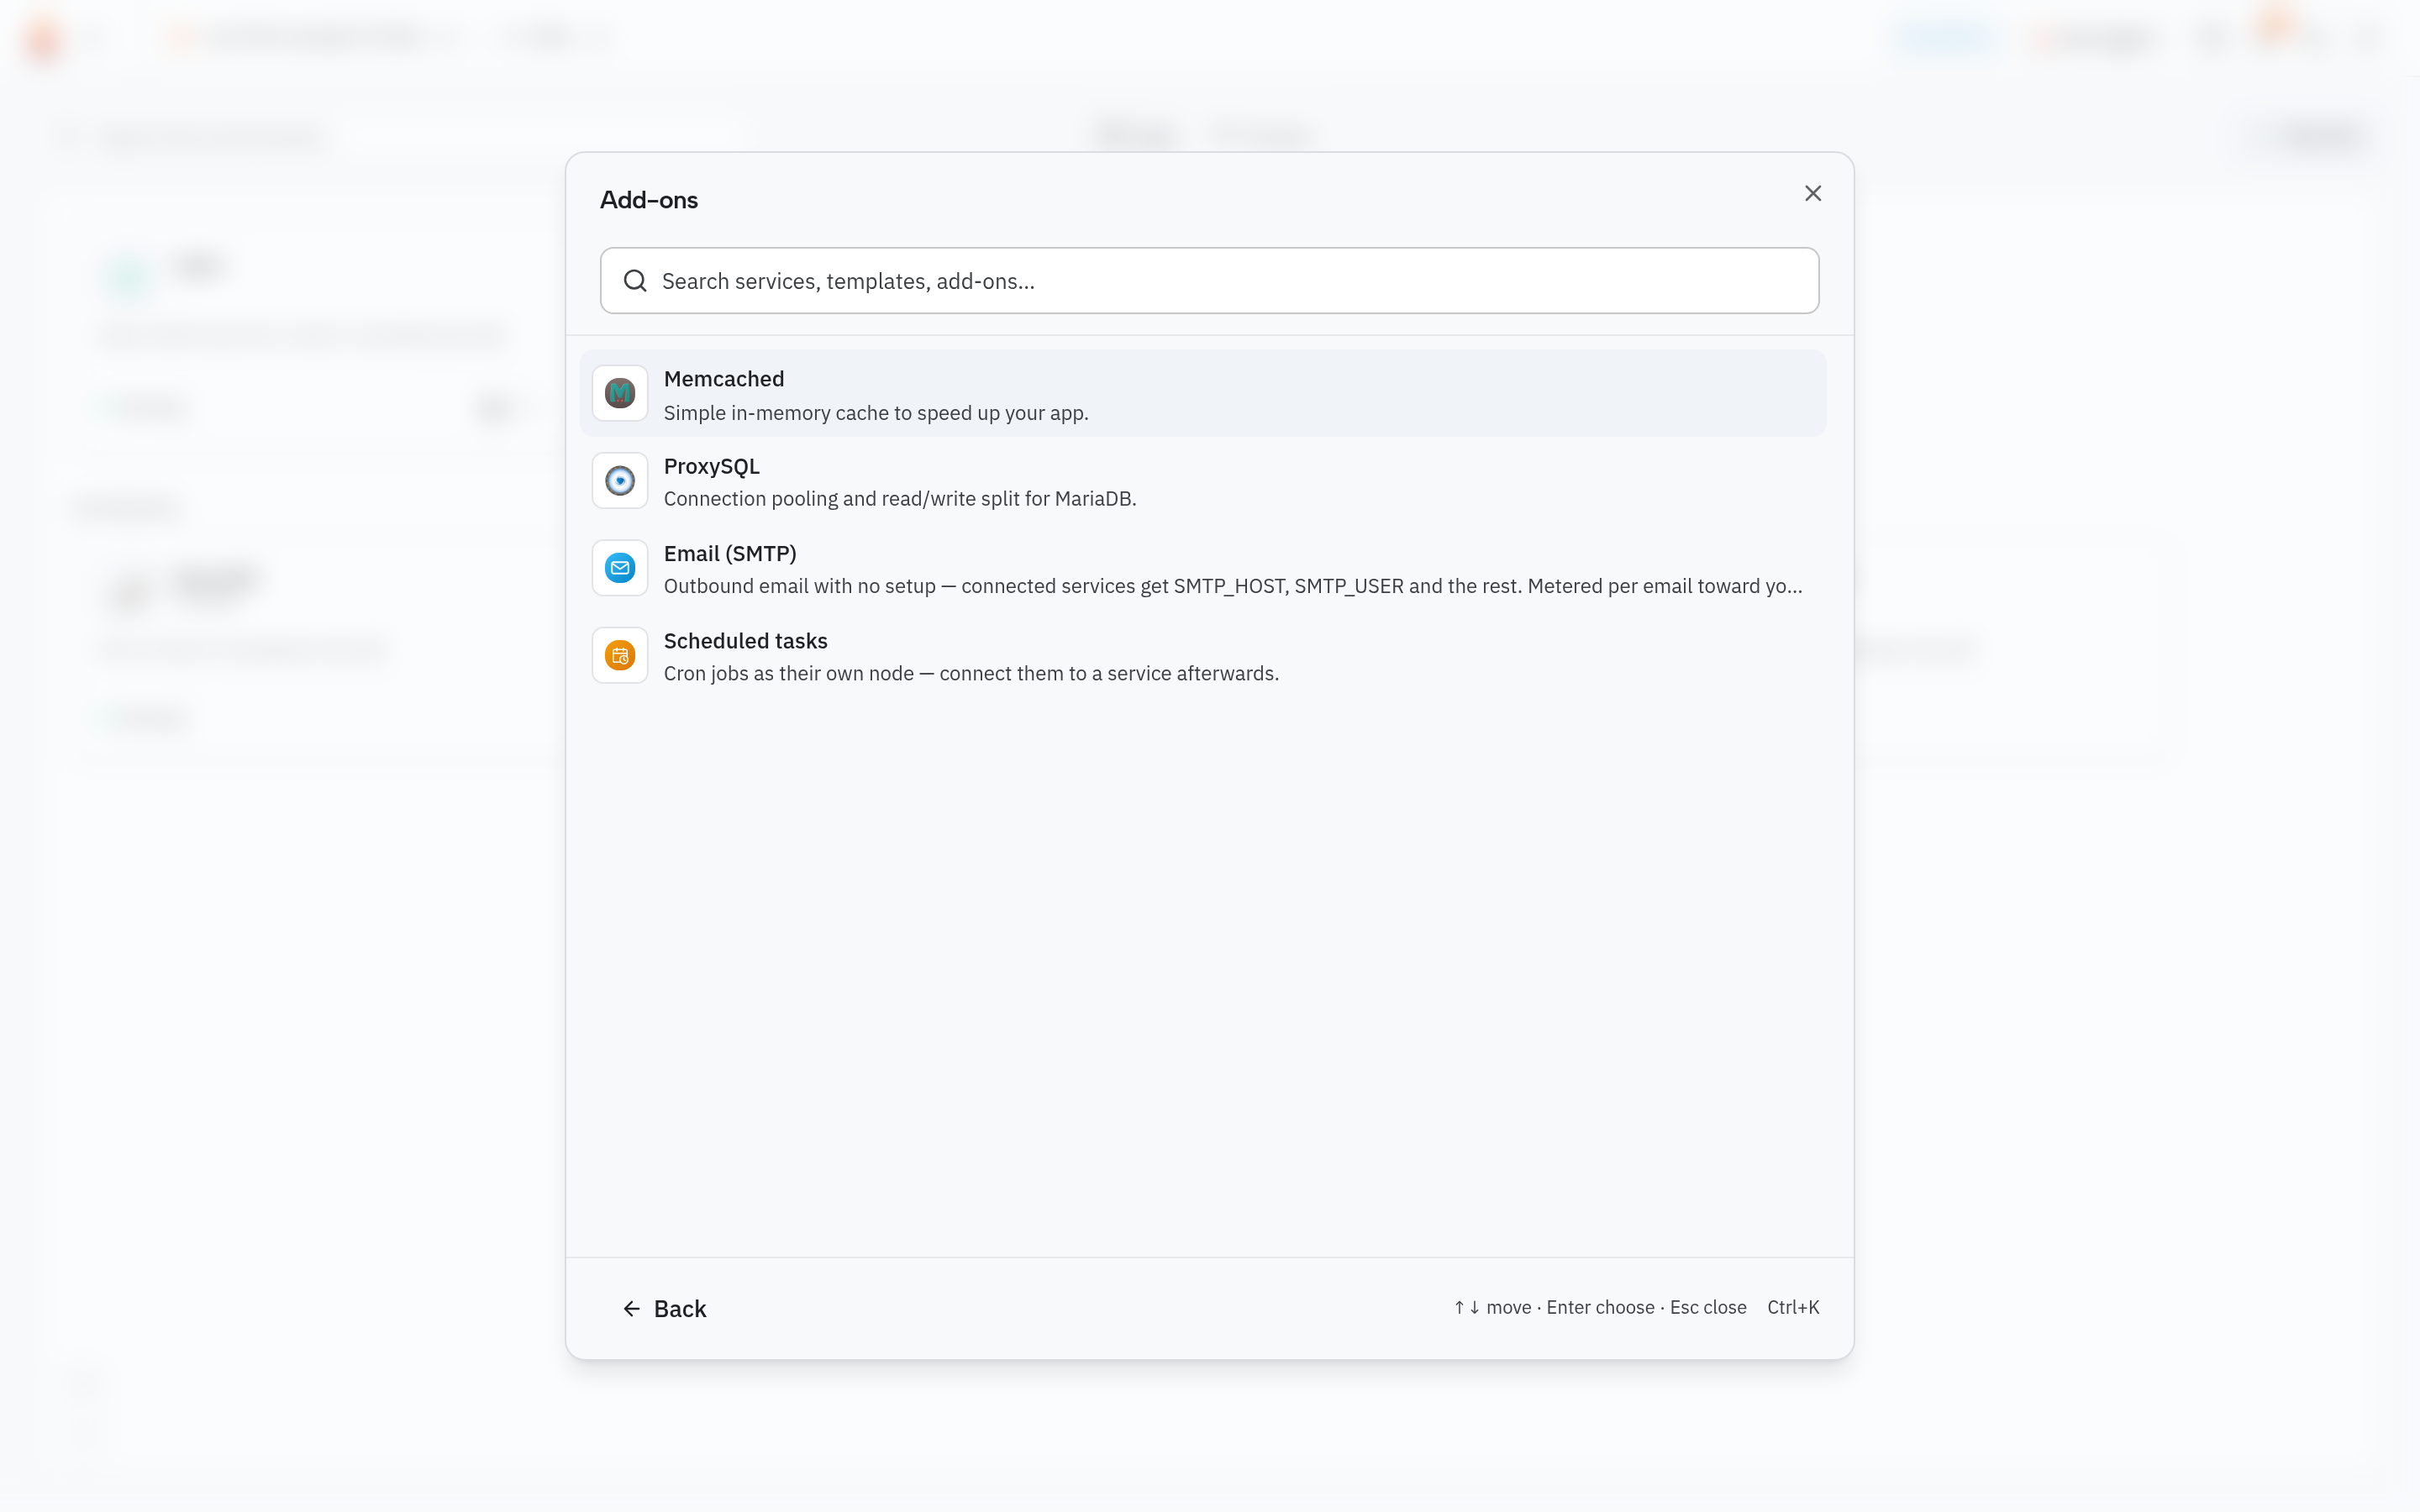 Add-ons
Search services, templates, add-ons...
Memcached
Simple in-memory cache to speed up your app.
ProxySQL
Connection pooling and read/write split for MariaDB.
Email (SMTP)
Outbound email with no setup — connected services get SMTP_HOST, SMTP_USER and the rest. Metered per email toward yo...
Scheduled tasks
Cron jobs as their own node — connect them to a service afterwards.
← Back
↑↓ move · Enter choose · Esc close Ctrl+K